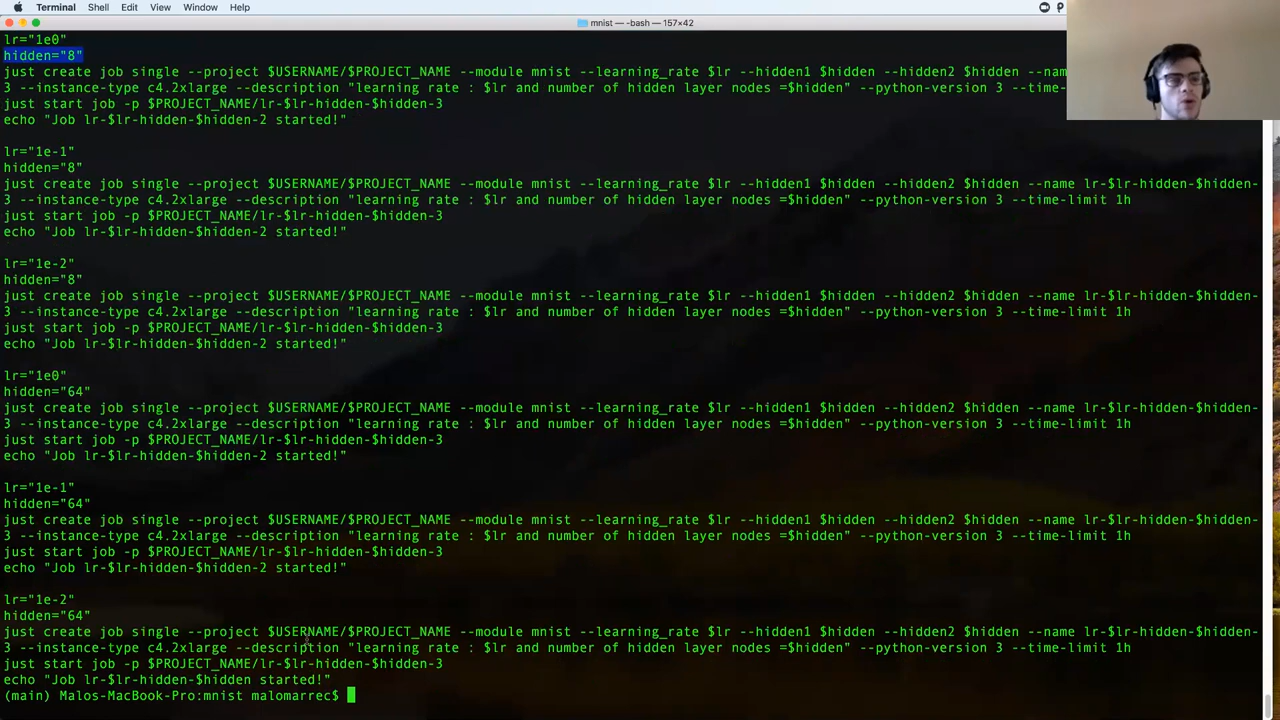 Terminal Shell Edit View Window Help
mnist — -bash — 157×42
lr="1e0"
hidden="8"
just create job single --project $USERNAME/$PROJECT_NAME --module mnist --learning_rate $lr --hidden1 $hidden --hidden2 $hidden --nam
3 --instance-type c4.2xlarge --description "learning rate : $lr and number of hidden layer nodes =$hidden" --python-version 3 --time-
just start job -p $PROJECT_NAME/lr-$lr-hidden-$hidden-3
echo "Job lr-$lr-hidden-$hidden-2 started!"
lr="1e-1"
hidden="8"
just create job single --project $USERNAME/$PROJECT_NAME --module mnist --learning_rate $lr --hidden1 $hidden --hidden2 $hidden --name lr-$lr-hidden-$hidden-
3 --instance-type c4.2xlarge --description "learning rate : $lr and number of hidden layer nodes =$hidden" --python-version 3 --time-limit 1h
just start job -p $PROJECT_NAME/lr-$lr-hidden-$hidden-3
echo "Job lr-$lr-hidden-$hidden-2 started!"
lr="1e-2"
hidden="8"
just create job single --project $USERNAME/$PROJECT_NAME --module mnist --learning_rate $lr --hidden1 $hidden --hidden2 $hidden --name lr-$lr-hidden-$hidden-
3 --instance-type c4.2xlarge --description "learning rate : $lr and number of hidden layer nodes =$hidden" --python-version 3 --time-limit 1h
just start job -p $PROJECT_NAME/lr-$lr-hidden-$hidden-3
echo "Job lr-$lr-hidden-$hidden-2 started!"
lr="1e0"
hidden="64"
just create job single --project $USERNAME/$PROJECT_NAME --module mnist --learning_rate $lr --hidden1 $hidden --hidden2 $hidden --name lr-$lr-hidden-$hidden-
3 --instance-type c4.2xlarge --description "learning rate : $lr and number of hidden layer nodes =$hidden" --python-version 3 --time-limit 1h
just start job -p $PROJECT_NAME/lr-$lr-hidden-$hidden-3
echo "Job lr-$lr-hidden-$hidden-2 started!"
lr="1e-1"
hidden="64"
just create job single --project $USERNAME/$PROJECT_NAME --module mnist --learning_rate $lr --hidden1 $hidden --hidden2 $hidden --name lr-$lr-hidden-$hidden-
3 --instance-type c4.2xlarge --description "learning rate : $lr and number of hidden layer nodes =$hidden" --python-version 3 --time-limit 1h
just start job -p $PROJECT_NAME/lr-$lr-hidden-$hidden-3
echo "Job lr-$lr-hidden-$hidden-2 started!"
lr="1e-2"
hidden="64"
just create job single --project $USERNAME/$PROJECT_NAME --module mnist --learning_rate $lr --hidden1 $hidden --hidden2 $hidden --name lr-$lr-hidden-$hidden-
3 --instance-type c4.2xlarge --description "learning rate : $lr and number of hidden layer nodes =$hidden" --python-version 3 --time-limit 1h
just start job -p $PROJECT_NAME/lr-$lr-hidden-$hidden-3
echo "Job lr-$lr-hidden-$hidden started!"
(main) Malos-MacBook-Pro:mnist malomarrec$